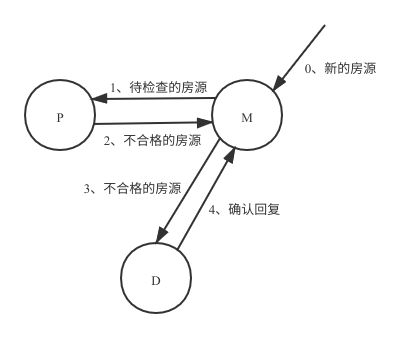 0、新的房源
1、待检查的房源
P
M
2、不合格的房源
3、不合格的房源
4、确认回复
D